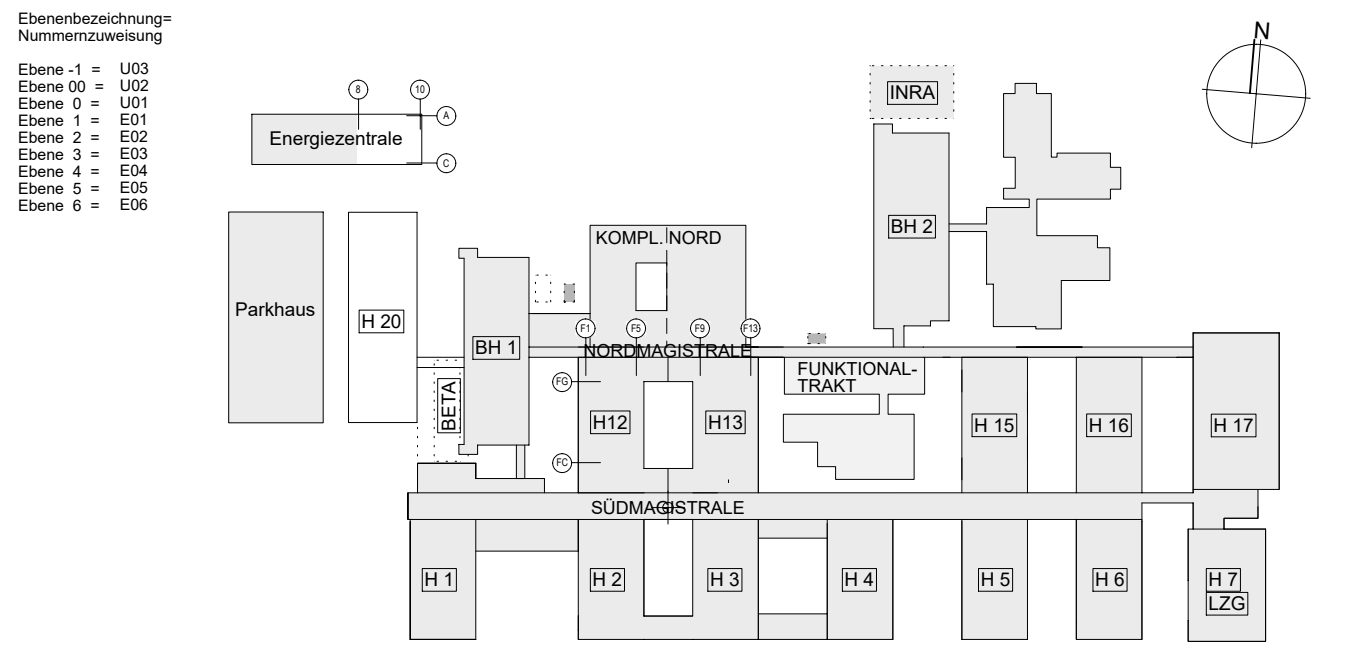 Ebenenbezeichnung=
Nummernzuweisung
Ebene -1 = U03
Ebene 00 = U02
Ebene 0 = U01
Ebene 1 = E01
Ebene 2 = E02
Ebene 3 = E03
Ebene 4 = E04
Ebene 5 = E05
Ebene 6 = E06
N
8 10
A
Energiezentrale
C
INRA
BH 2
KOMPL. NORD
Parkhaus
H 20
BH 1
F1 F5 F9 F13
NORDMAGISTRALE
FUNKTIONAL-
TRAKT
FG
BETA
H12 H13
H 15 H 16 H 17
FC
SÜDMAGISTRALE
H 1 H 2 H 3 H 4 H 5 H 6 H 7
LZG